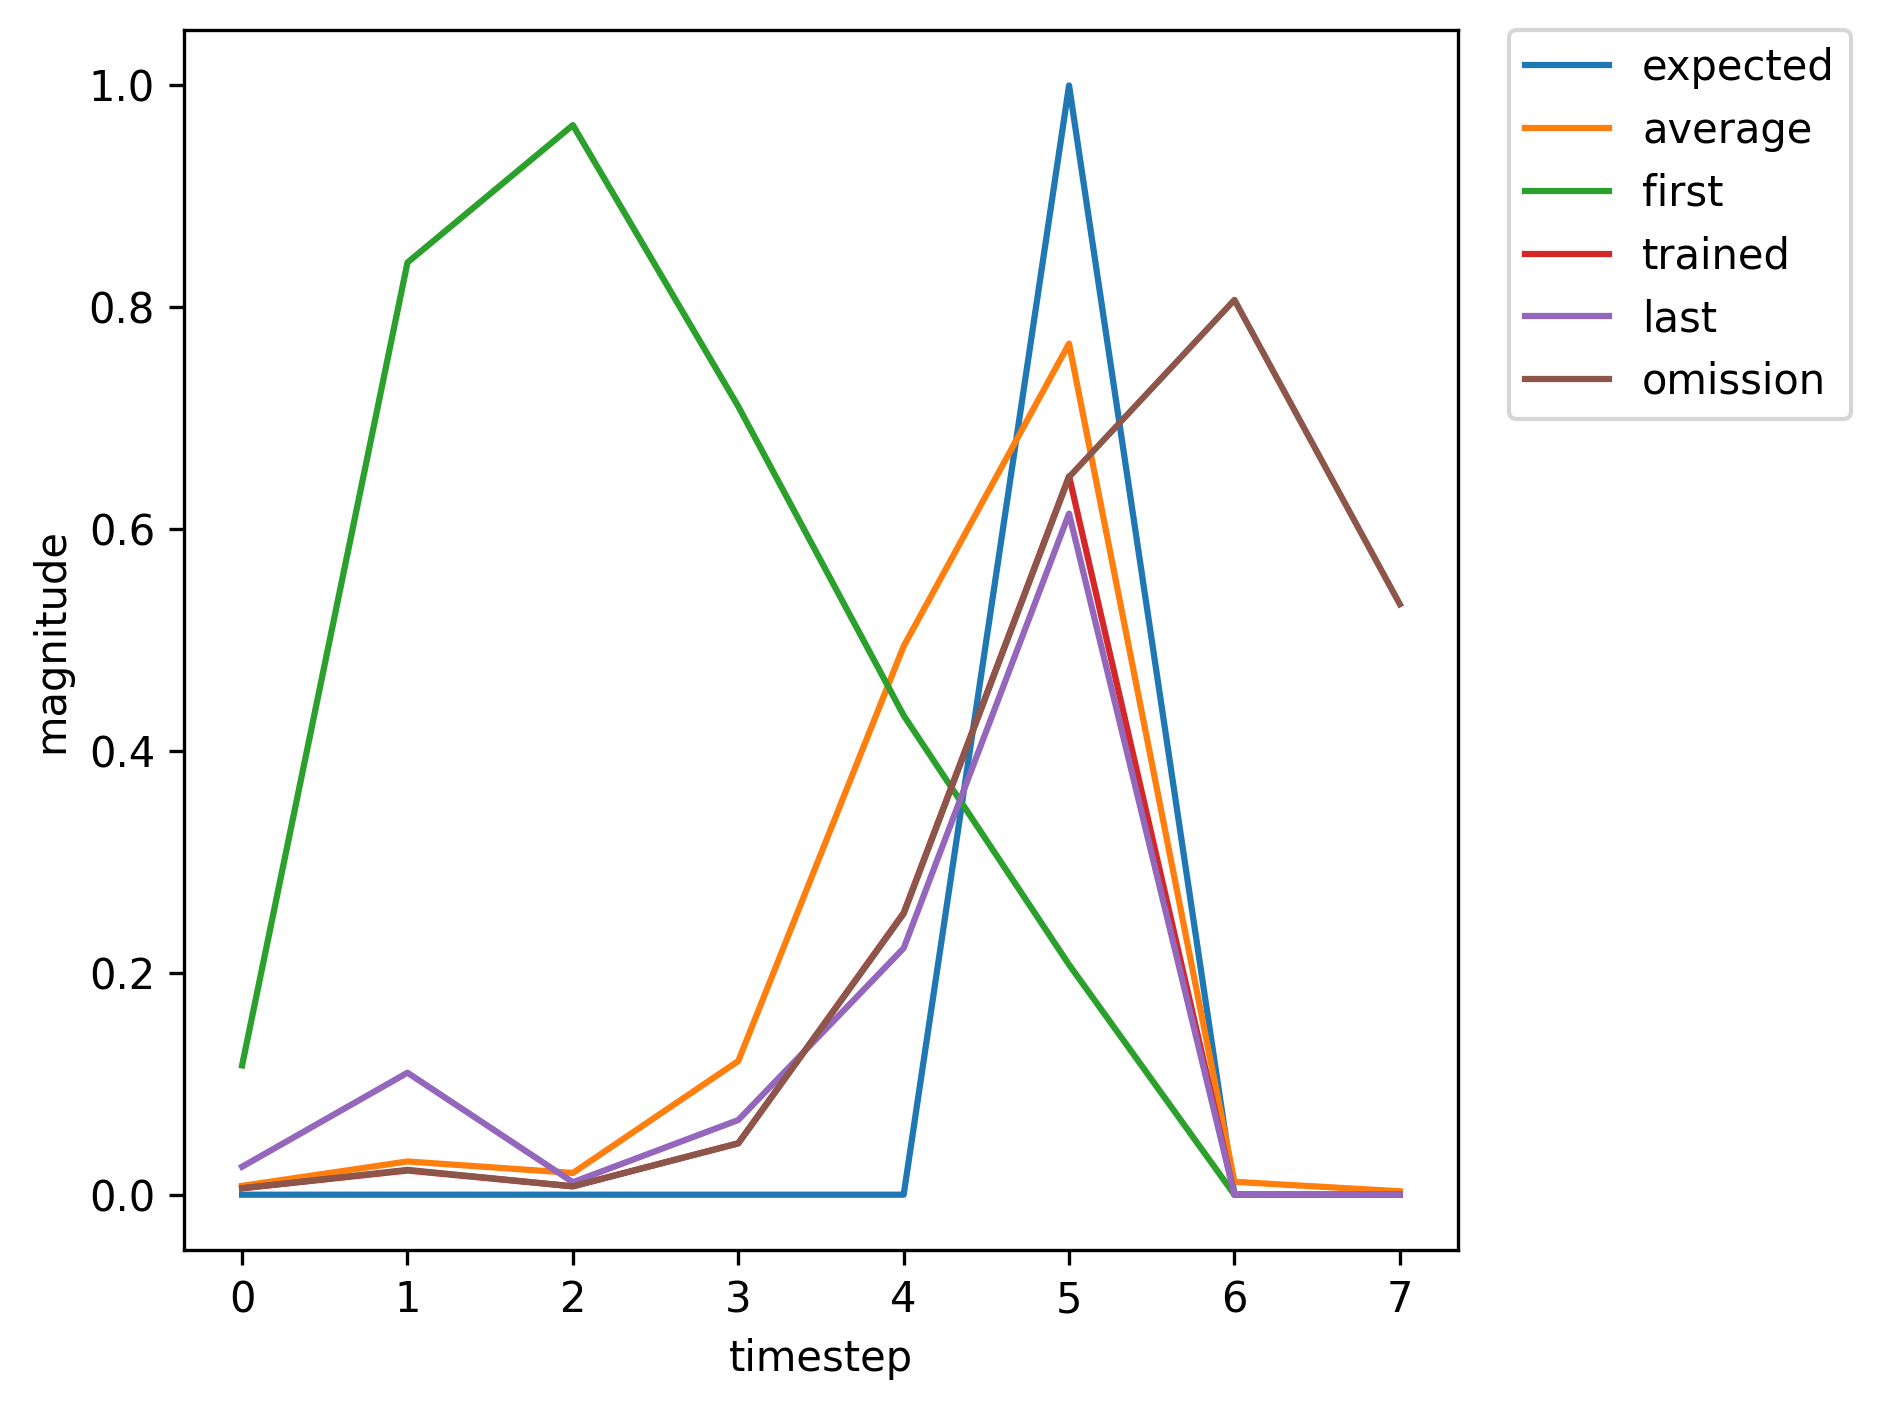 expected
average
first
trained
last
omission
1.0
0.8
0.6
0.4
0.2
0.0
magnitude
0 1 2 3 4 5 6 7
timestep